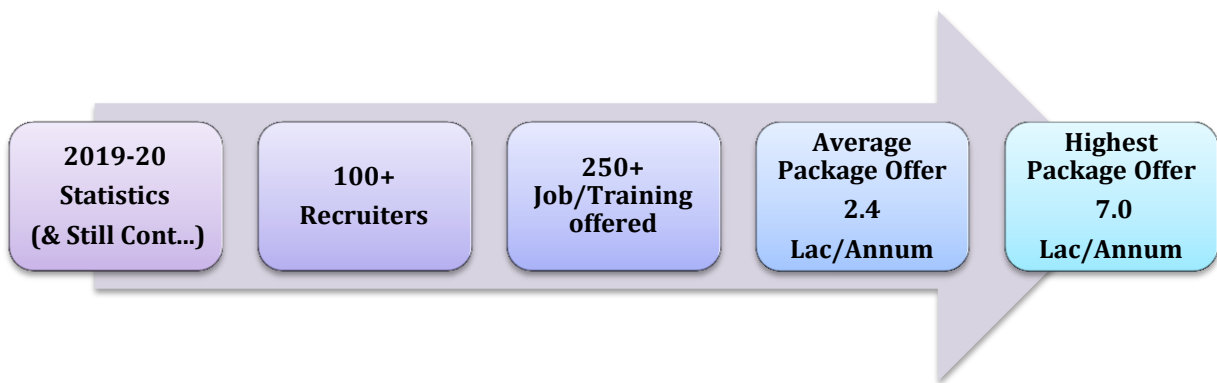 2019-20
Statistics
(& Still Cont...)
100+
Recruiters
250+
Job/Training
offered
Average
Package Offer
2.4
Lac/Annum
Highest
Package Offer
7.0
Lac/Annum